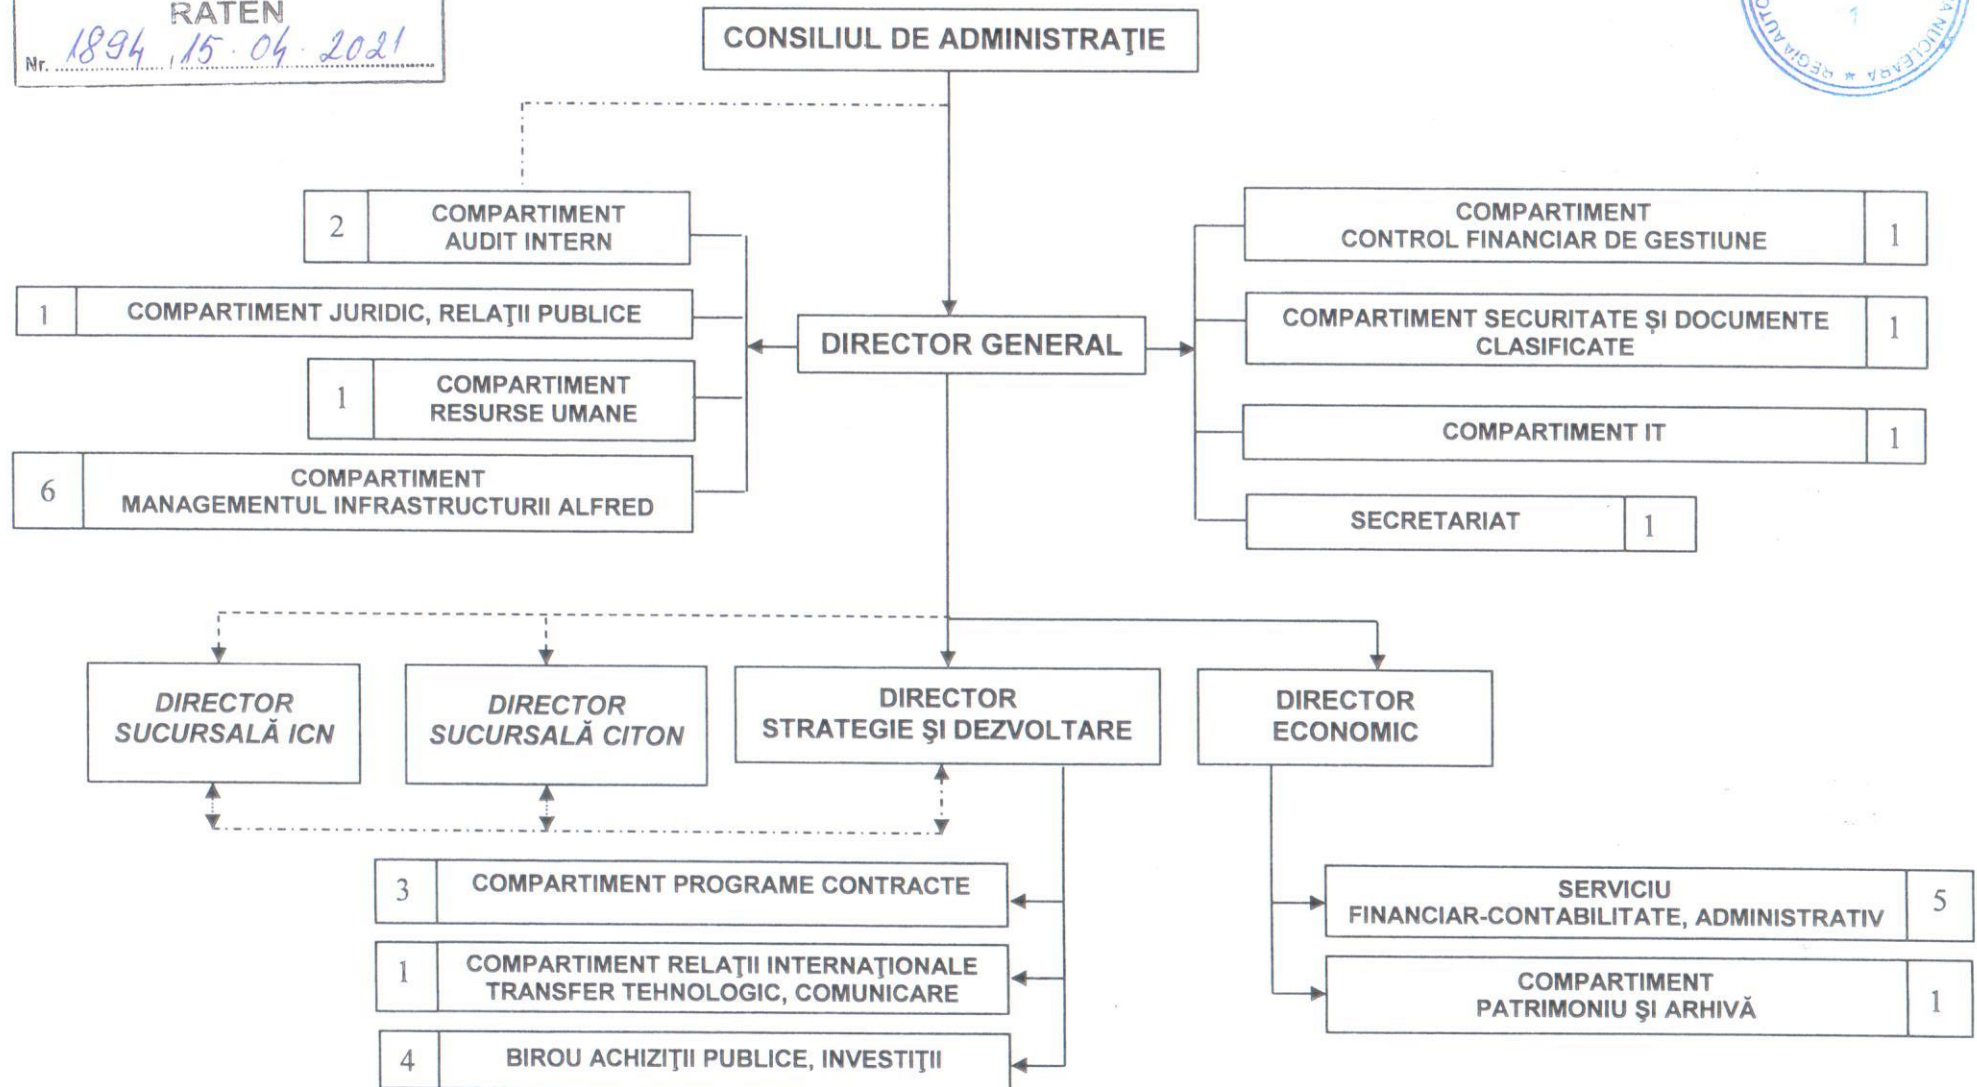 RATEN
Nr. 1894, 15.04.2021
1
REGIA AUTO
A NUCLEARA *
CONSILIUL DE ADMINISTRAŢIE
2
COMPARTIMENT
AUDIT INTERN
1
COMPARTIMENT JURIDIC, RELAŢII PUBLICE
1
COMPARTIMENT
RESURSE UMANE
6
COMPARTIMENT
MANAGEMENTUL INFRASTRUCTURII ALFRED
DIRECTOR GENERAL
COMPARTIMENT
CONTROL FINANCIAR DE GESTIUNE
1
COMPARTIMENT SECURITATE ŞI DOCUMENTE
CLASIFICATE
1
COMPARTIMENT IT
1
SECRETARIAT
1
DIRECTOR
SUCURSALĂ ICN
DIRECTOR
SUCURSALĂ CITON
DIRECTOR
STRATEGIE ŞI DEZVOLTARE
DIRECTOR
ECONOMIC
3
COMPARTIMENT PROGRAME CONTRACTE
1
COMPARTIMENT RELAŢII INTERNAŢIONALE
TRANSFER TEHNOLOGIC, COMUNICARE
4
BIROU ACHIZIŢII PUBLICE, INVESTIŢII
SERVICIU
FINANCIAR-CONTABILITATE, ADMINISTRATIV
5
COMPARTIMENT
PATRIMONIU ŞI ARHIVĂ
1